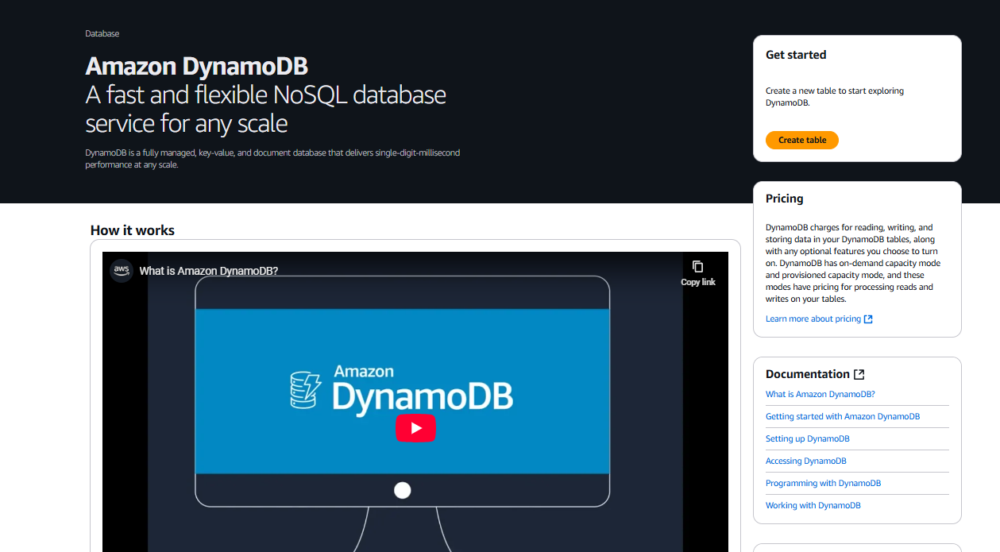 Database
Amazon DynamoDB
A fast and flexible NoSQL database
service for any scale
DynamoDB is a fully managed, key-value, and document database that delivers single-digit-millisecond
performance at any scale.
Get started
Create a new table to start exploring
DynamoDB.
Create table
Pricing
DynamoDB charges for reading, writing, and
storing data in your DynamoDB tables, along
with any optional features you choose to turn
on. DynamoDB has on-demand capacity mode
and provisioned capacity mode, and these
modes have pricing for processing reads and
writes on your tables.
Learn more about pricing
How it works
aws
What is Amazon DynamoDB?
Copy link
Amazon
DynamoDB
Documentation
What is Amazon DynamoDB?
Getting started with Amazon DynamoDB
Setting up DynamoDB
Accessing DynamoDB
Programming with DynamoDB
Working with DynamoDB